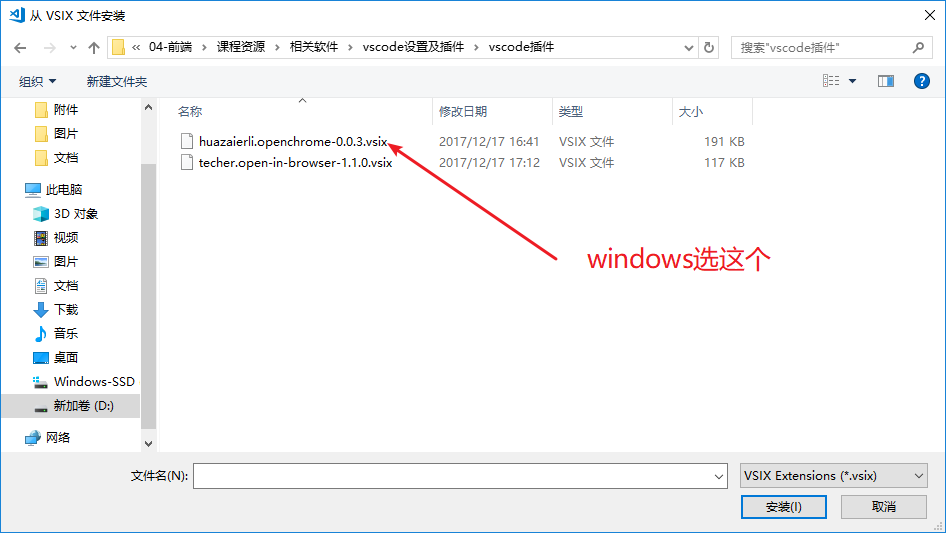 从 VSIX 文件安装
« 04-前端 › 课程资源 › 相关软件 › vscode设置及插件 › vscode插件
搜索"vscode插件"
组织 新建文件夹
名称 修改日期 类型 大小
huazaierli.openchrome-0.0.3.vsix 2017/12/17 16:41 VSIX 文件 191 KB
techer.open-in-browser-1.1.0.vsix 2017/12/17 17:12 VSIX 文件 117 KB
附件
图片
文档
此电脑
3D 对象
视频
图片
文档
下载
音乐
桌面
Windows-SSD
新加卷 (D:)
网络
windows选这个
文件名(N):
VSIX Extensions (*.vsix)
安装(I) 取消